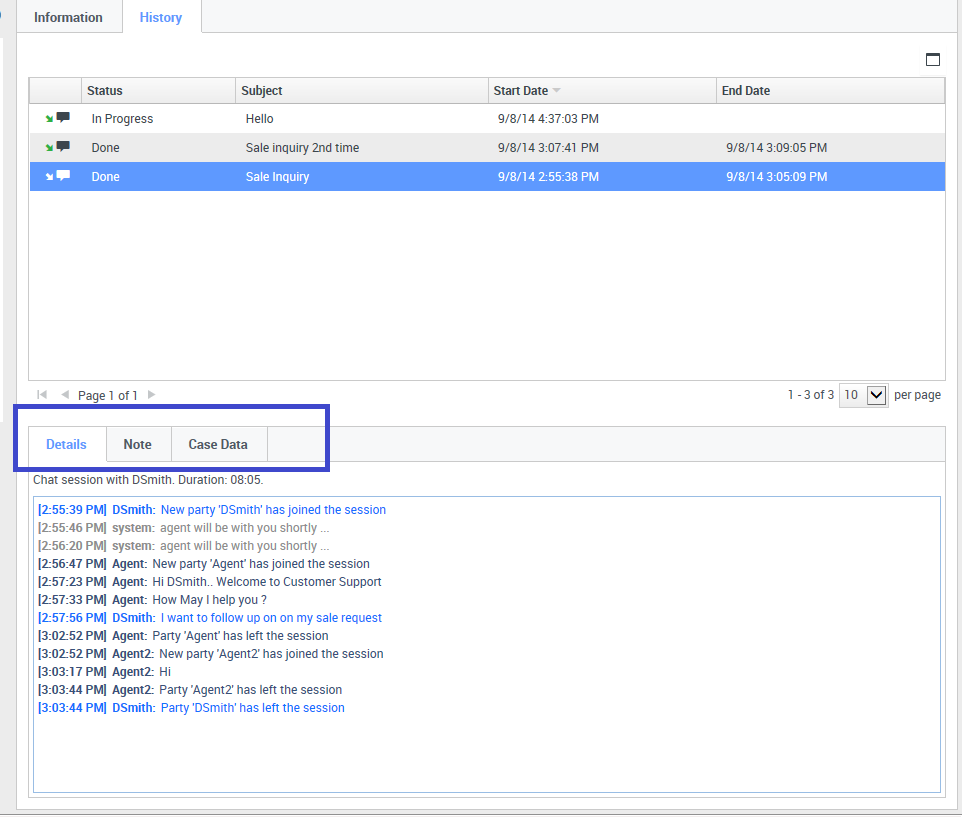 Information History
Status Subject Start Date End Date
In Progress Hello 9/8/14 4:37:03 PM
Done Sale inquiry 2nd time 9/8/14 3:07:41 PM 9/8/14 3:09:05 PM
Done Sale Inquiry 9/8/14 2:55:38 PM 9/8/14 3:05:09 PM
Page 1 of 1 1 - 3 of 3 10 per page
Details Note Case Data
Chat session with DSmith. Duration: 08:05.
[2:55:39 PM] DSmith: New party 'DSmith' has joined the session
[2:55:46 PM] system: agent will be with you shortly ...
[2:56:20 PM] system: agent will be with you shortly ...
[2:56:47 PM] Agent: New party 'Agent' has joined the session
[2:57:23 PM] Agent: Hi DSmith.. Welcome to Customer Support
[2:57:33 PM] Agent: How May I help you ?
[2:57:56 PM] DSmith: I want to follow up on on my sale request
[3:02:52 PM] Agent: Party 'Agent' has left the session
[3:02:52 PM] Agent2: New party 'Agent2' has joined the session
[3:03:17 PM] Agent2: Hi
[3:03:44 PM] Agent2: Party 'Agent2' has left the session
[3:03:44 PM] DSmith: Party 'DSmith' has left the session